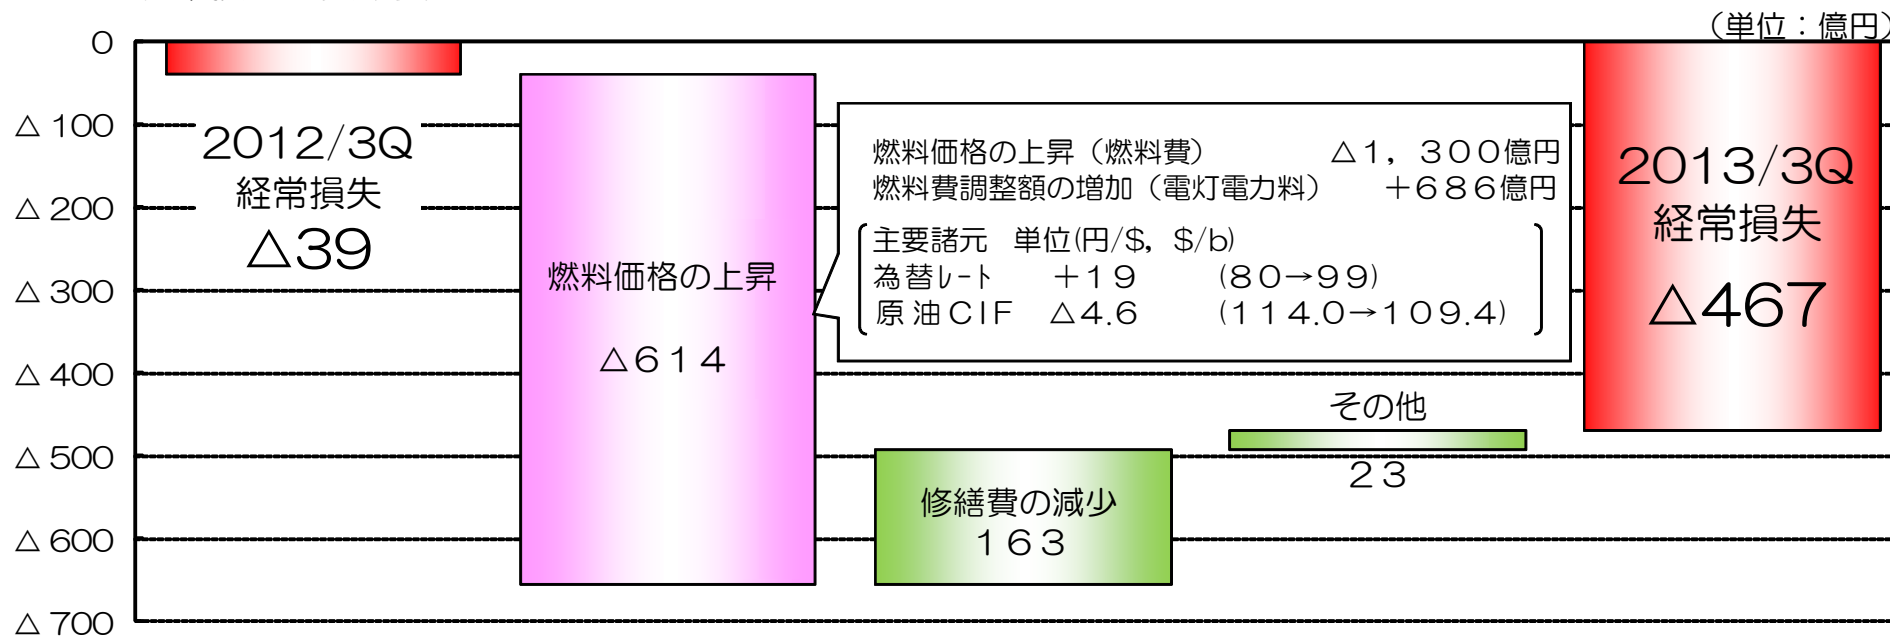 （単位：億円）
0
△100
△200
△300
△400
△500
△600
△700
2012/3Q
経常損失
△39
燃料価格の上昇
△６１４
燃料価格の上昇（燃料費） △１，３００億円
燃料費調整額の増加（電灯電力料） ＋６８６億円
主要諸元 単位(円/$，$/b)
為替ﾚｰﾄ ＋１９ （８０→９９）
原油ＣＩＦ △4.6 （１１４.０→１０９.４）
修繕費の減少
１６３
その他
２３
2013/3Q
経常損失
△467